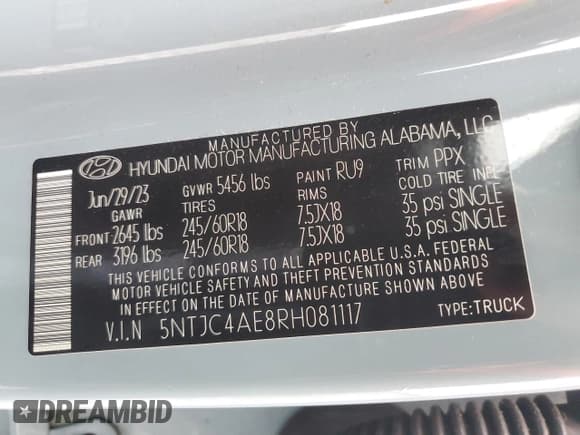 MANUFACTURED BY
HYUNDAI MOTOR MANUFACTURING ALABAMA, LLC
Jun/29/23 GVWR 5456 lbs PAINT RU9 TRIM PPX
GAWR TIRES RIMS COLD TIRE INFL
FRONT 2645 lbs 245/60R18 7.5JX18 35 psi SINGLE
REAR 3196 lbs 245/60R18 7.5JX18 35 psi SINGLE
THIS VEHICLE CONFORMS TO ALL APPLICABLE U.S.A. FEDERAL
MOTOR VEHICLE SAFETY AND THEFT PREVENTION STANDARDS
IN EFFECT ON THE DATE OF MANUFACTURE SHOWN ABOVE
V.I.N 5NTJC4AE8RH081117 TYPE:TRUCK
DREAMBID